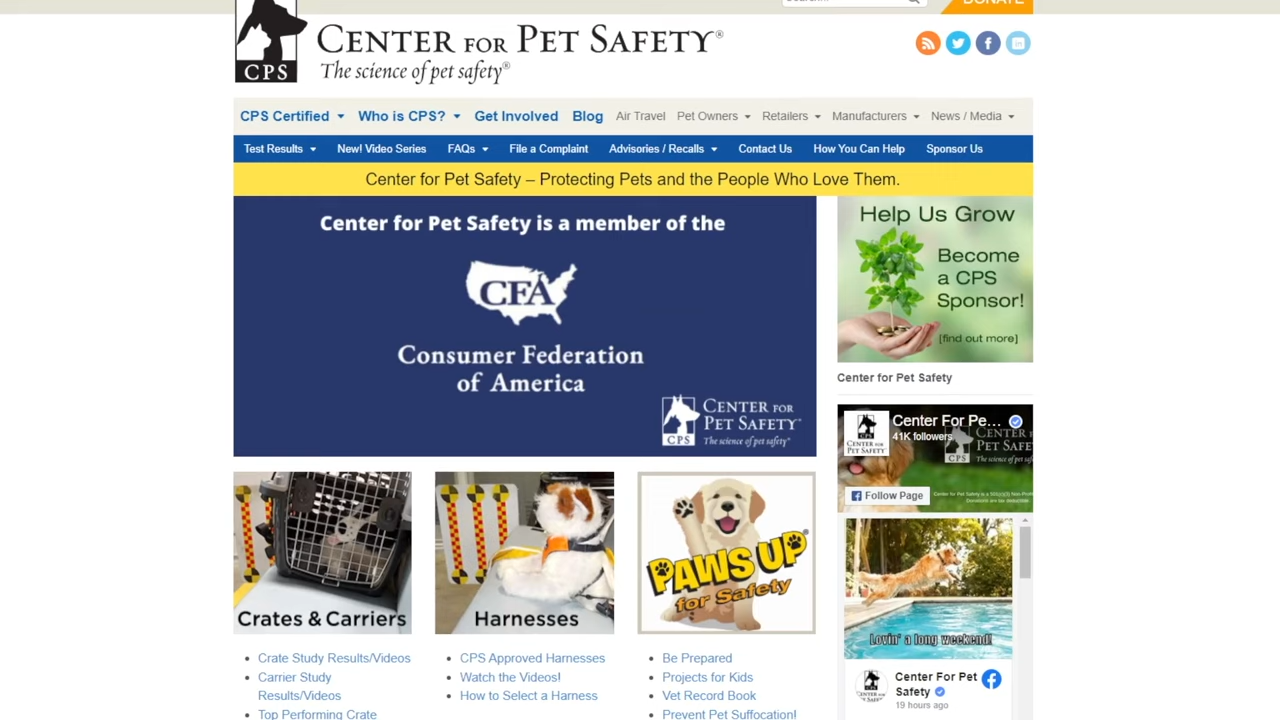 DONATE
CPS
CENTER FOR PET SAFETY®
The science of pet safety®
CPS Certified
Who is CPS?
Get Involved
Blog
Air Travel
Pet Owners
Retailers
Manufacturers
News / Media
Test Results
New! Video Series
FAQs
File a Complaint
Advisories / Recalls
Contact Us
How You Can Help
Sponsor Us
Center for Pet Safety – Protecting Pets and the People Who Love Them.
Center for Pet Safety is a member of the
CFA
Consumer Federation
of America
CPS
CENTER FOR
PET SAFETY
The science of pet safety
Help Us Grow
Become
a CPS
Sponsor!
[find out more]
Center for Pet Safety
Center For Pe...
41K followers
Follow Page
Crates & Carriers
Harnesses
PAWS UP®
for Safety
Lovin' a long weekend!
Center For Pet
Safety
19 hours ago
Crate Study Results/Videos
Carrier Study
Results/Videos
Top Performing Crate
CPS Approved Harnesses
Watch the Videos!
How to Select a Harness
Be Prepared
Projects for Kids
Vet Record Book
Prevent Pet Suffocation!